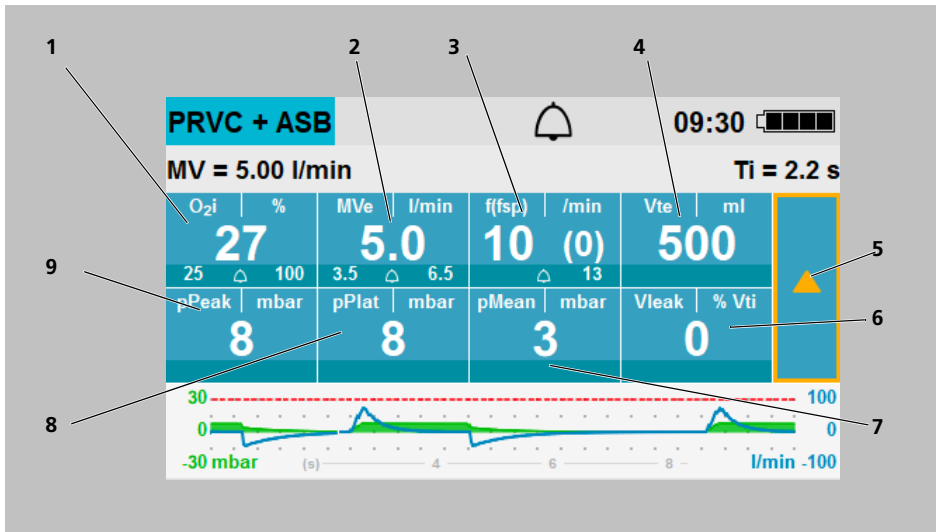 1 2 3 4
PRVC + ASB 09:30
MV = 5.00 l/min Ti = 2.2 s
O₂i % MVe l/min f(fsp) /min Vte ml
27 5.0 10 (0) 500
25 100 3.5 6.5 13
5
9
pPeak mbar pPlat mbar pMean mbar Vleak % Vti
8 8 3 0
6
30 100
0 0
8 7
-30 mbar (s) 4 6 8 l/min -100